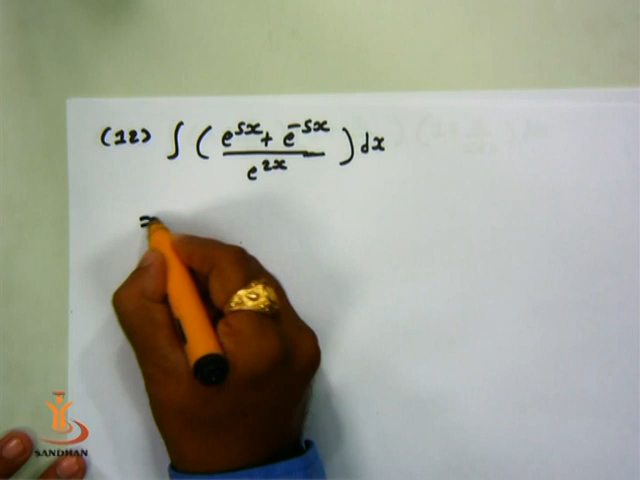 (12) ∫ ( e^5x + e^-5x / e^2x ) dx
=
SANDHAN